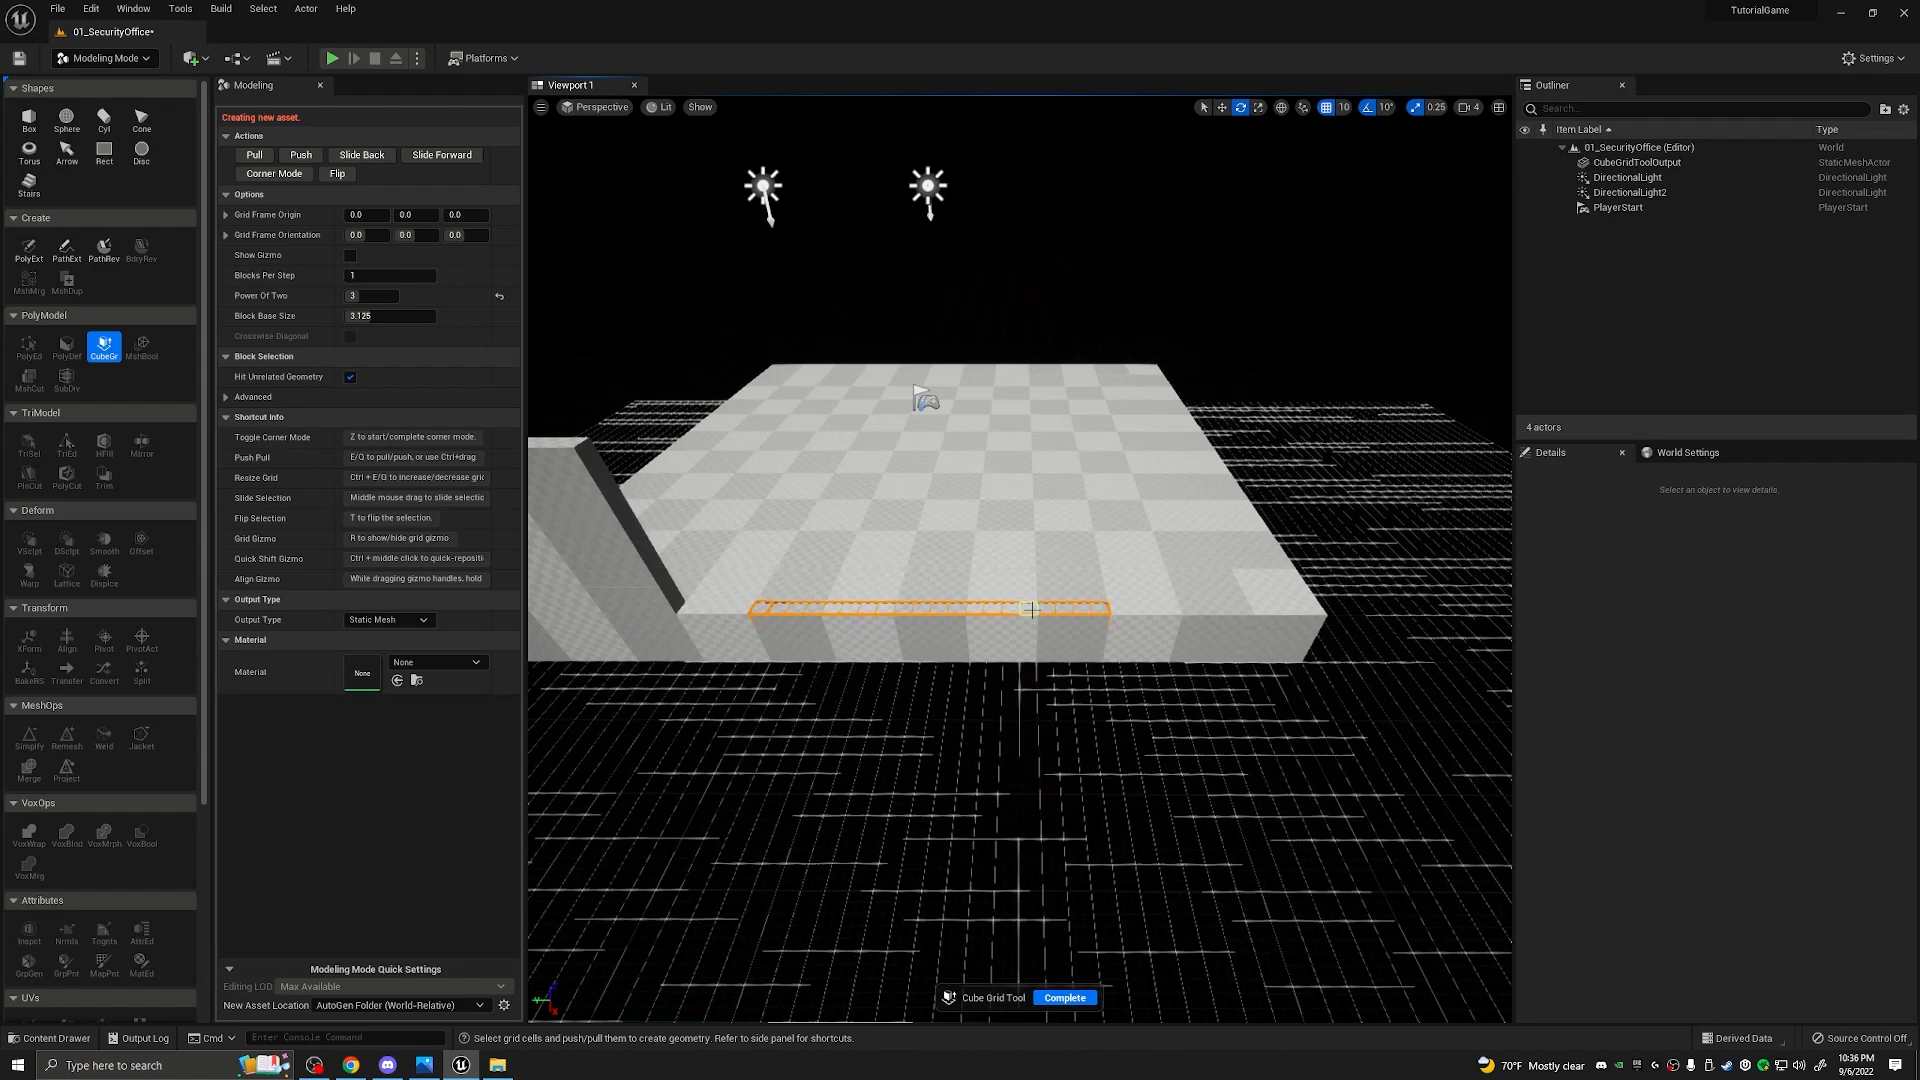 File Edit Window Tools Build Select Actor Help
TutorialGame
01_SecurityOffice•
Modeling Mode
Platforms
Settings
Shapes
Box Sphere Cyl Cone
Torus Arrow Rect Disc
Stairs
Create
PolyExt PathExt PathRev BdryRev
MshMrg MshDup
PolyModel
PolyEd PolyDef CubeGr MshBool
MshCut SubDiv
TriModel
TriSel TriEd HFill Mirror
PlnCut PolyCut Trim
Deform
VSclpt DSclpt Smooth Offset
Warp Lattice Displce
Transform
XForm Align Pivot PivotAct
BakeRS Transfer Convert Split
MeshOps
Simplfy Remesh Weld Jacket
Merge Project
VoxOps
VoxWrap VoxBlnd VoxMrph VoxBool
VoxMrg
Attributes
Inspct Nrmls Tngnts AttrEd
GrpGen GrpPnt MapPnt MatEd
UVs
Modeling
Creating new asset.
Actions
Pull Push Slide Back Slide Forward
Corner Mode Flip
Options
Grid Frame Origin 0.0 0.0 0.0
Grid Frame Orientation 0.0 0.0 0.0
Show Gizmo
Blocks Per Step 1
Power Of Two 3
Block Base Size 3.125
Crosswise Diagonal
Block Selection
Hit Unrelated Geometry
Advanced
Shortcut Info
Toggle Corner Mode Z to start/complete corner mode.
Push Pull E/Q to pull/push, or use Ctrl+drag.
Resize Grid Ctrl + E/Q to increase/decrease gric
Slide Selection Middle mouse drag to slide selectic
Flip Selection T to flip the selection.
Grid Gizmo R to show/hide grid gizmo.
Quick Shift Gizmo Ctrl + middle click to quick-repositi
Align Gizmo While dragging gizmo handles, hold
Output Type
Output Type Static Mesh
Material
Material None None
Modeling Mode Quick Settings
Editing LOD Max Available
New Asset Location AutoGen Folder (World-Relative)
Viewport 1
Perspective Lit Show
10 10° 0.25 4
Cube Grid Tool Complete
Outliner
Search...
Item Label Type
01_SecurityOffice (Editor) World
CubeGridToolOutput StaticMeshActor
DirectionalLight DirectionalLight
DirectionalLight2 DirectionalLight
PlayerStart PlayerStart
4 actors
Details World Settings
Select an object to view details.
Content Drawer Output Log Cmd Enter Console Command
Select grid cells and push/pull them to create geometry. Refer to side panel for shortcuts.
Derived Data Source Control Off
Type here to search
70°F Mostly clear
10:36 PM
9/6/2022